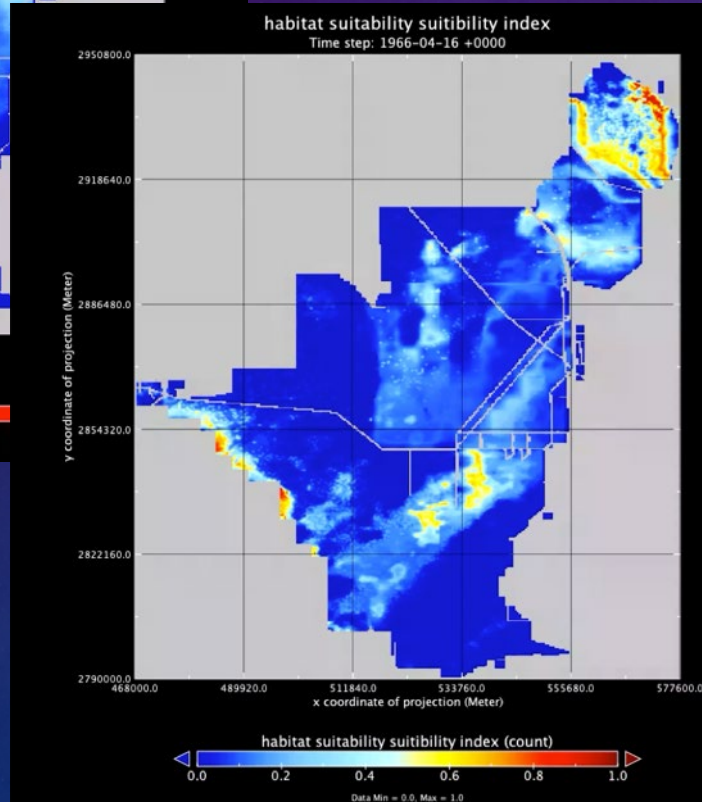 habitat suitability suitibility index
Time step: 1966-04-16 +0000
2950800.0
2918640.0
2886480.0
2854320.0
2822160.0
2790000.0
y coordinate of projection (Meter)
468000.0 489920.0 511840.0 533760.0 555680.0 577600.0
x coordinate of projection (Meter)
habitat suitability suitibility index (count)
0.0 0.2 0.4 0.6 0.8 1.0
Data Min = 0.0, Max = 1.0